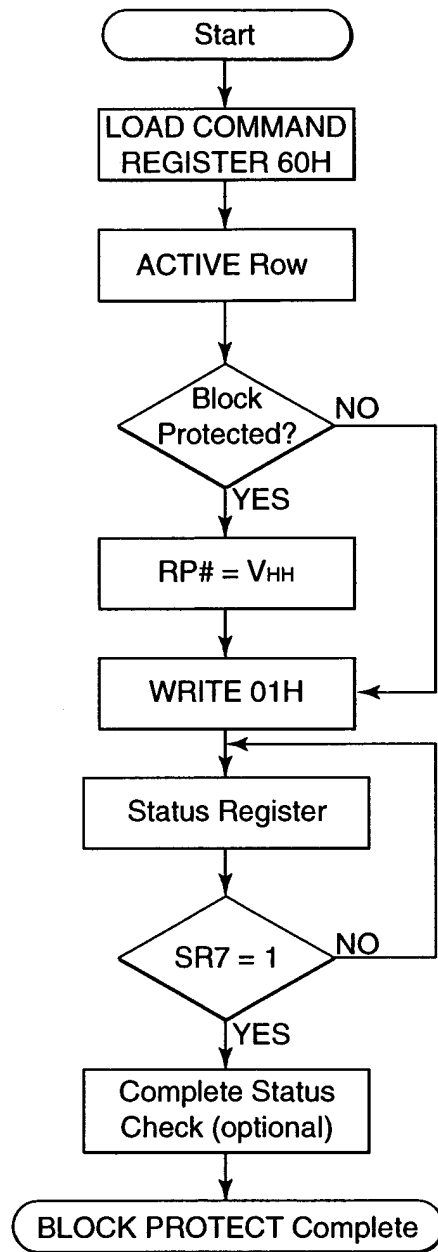 Start
LOAD COMMAND
REGISTER 60H
ACTIVE Row
Block
Protected?
NO
YES
RP# = VHH
WRITE 01H
Status Register
SR7 = 1
NO
YES
Complete Status
Check (optional)
BLOCK PROTECT Complete